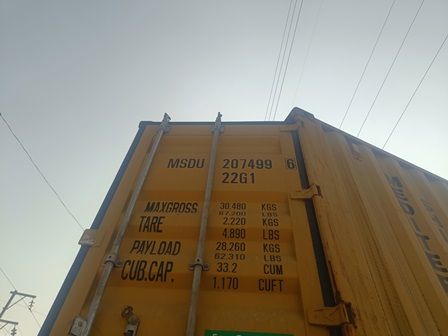 MSDU 207499 6
22G1
MAXGROSS 30.480 KGS
67.200 LBS
TARE 2.220 KGS
4.890 LBS
PAYLOAD 28.260 KGS
62.310 LBS
CUB.CAP. 33.2 CUM
1.170 CUFT